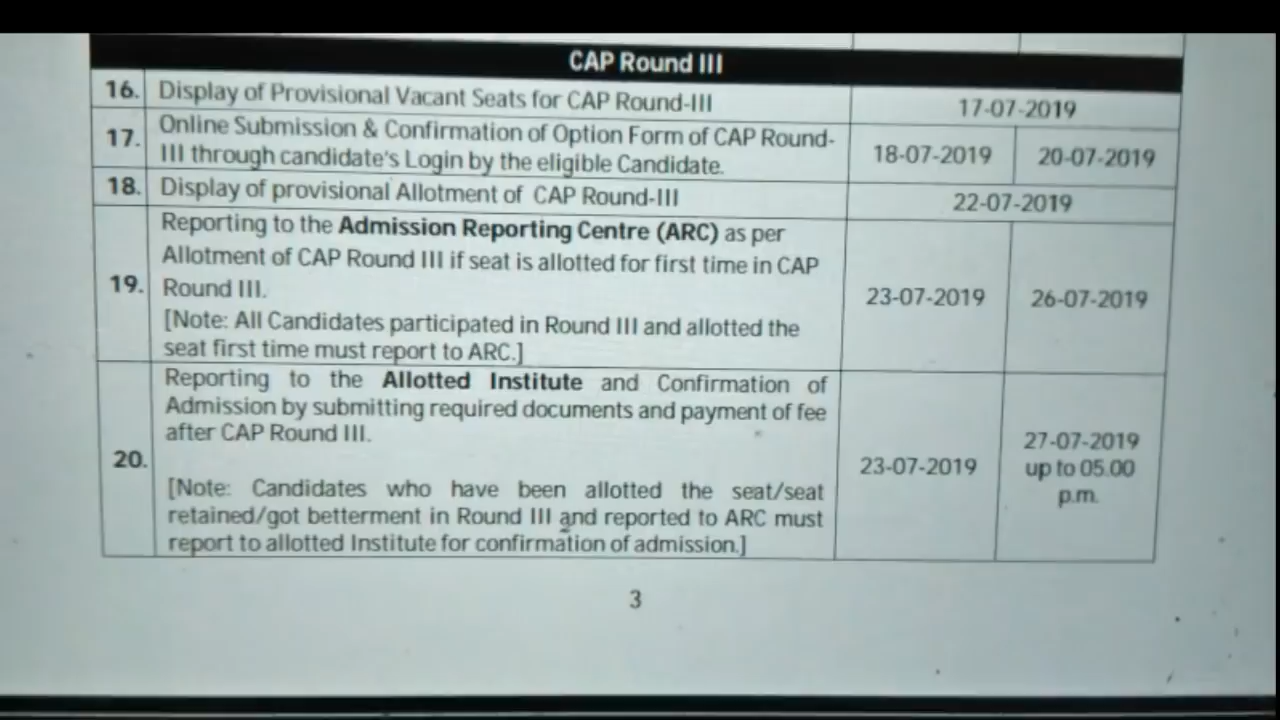 CAP Round III
16. Display of Provisional Vacant Seats for CAP Round-III 17-07-2019
17. Online Submission & Confirmation of Option Form of CAP Round-
III through candidate's Login by the eligible Candidate. 18-07-2019 20-07-2019
18. Display of provisional Allotment of CAP Round-III 22-07-2019
Reporting to the Admission Reporting Centre (ARC) as per
Allotment of CAP Round III if seat is allotted for first time in CAP
19. Round III. 23-07-2019 26-07-2019
[Note: All Candidates participated in Round III and allotted the
seat first time must report to ARC.]
Reporting to the Allotted Institute and Confirmation of
Admission by submitting required documents and payment of fee
after CAP Round III.
20. 23-07-2019 27-07-2019
up to 05.00
p.m.
[Note: Candidates who have been allotted the seat/seat
retained/got betterment in Round III and reported to ARC must
report to allotted Institute for confirmation of admission.]
3